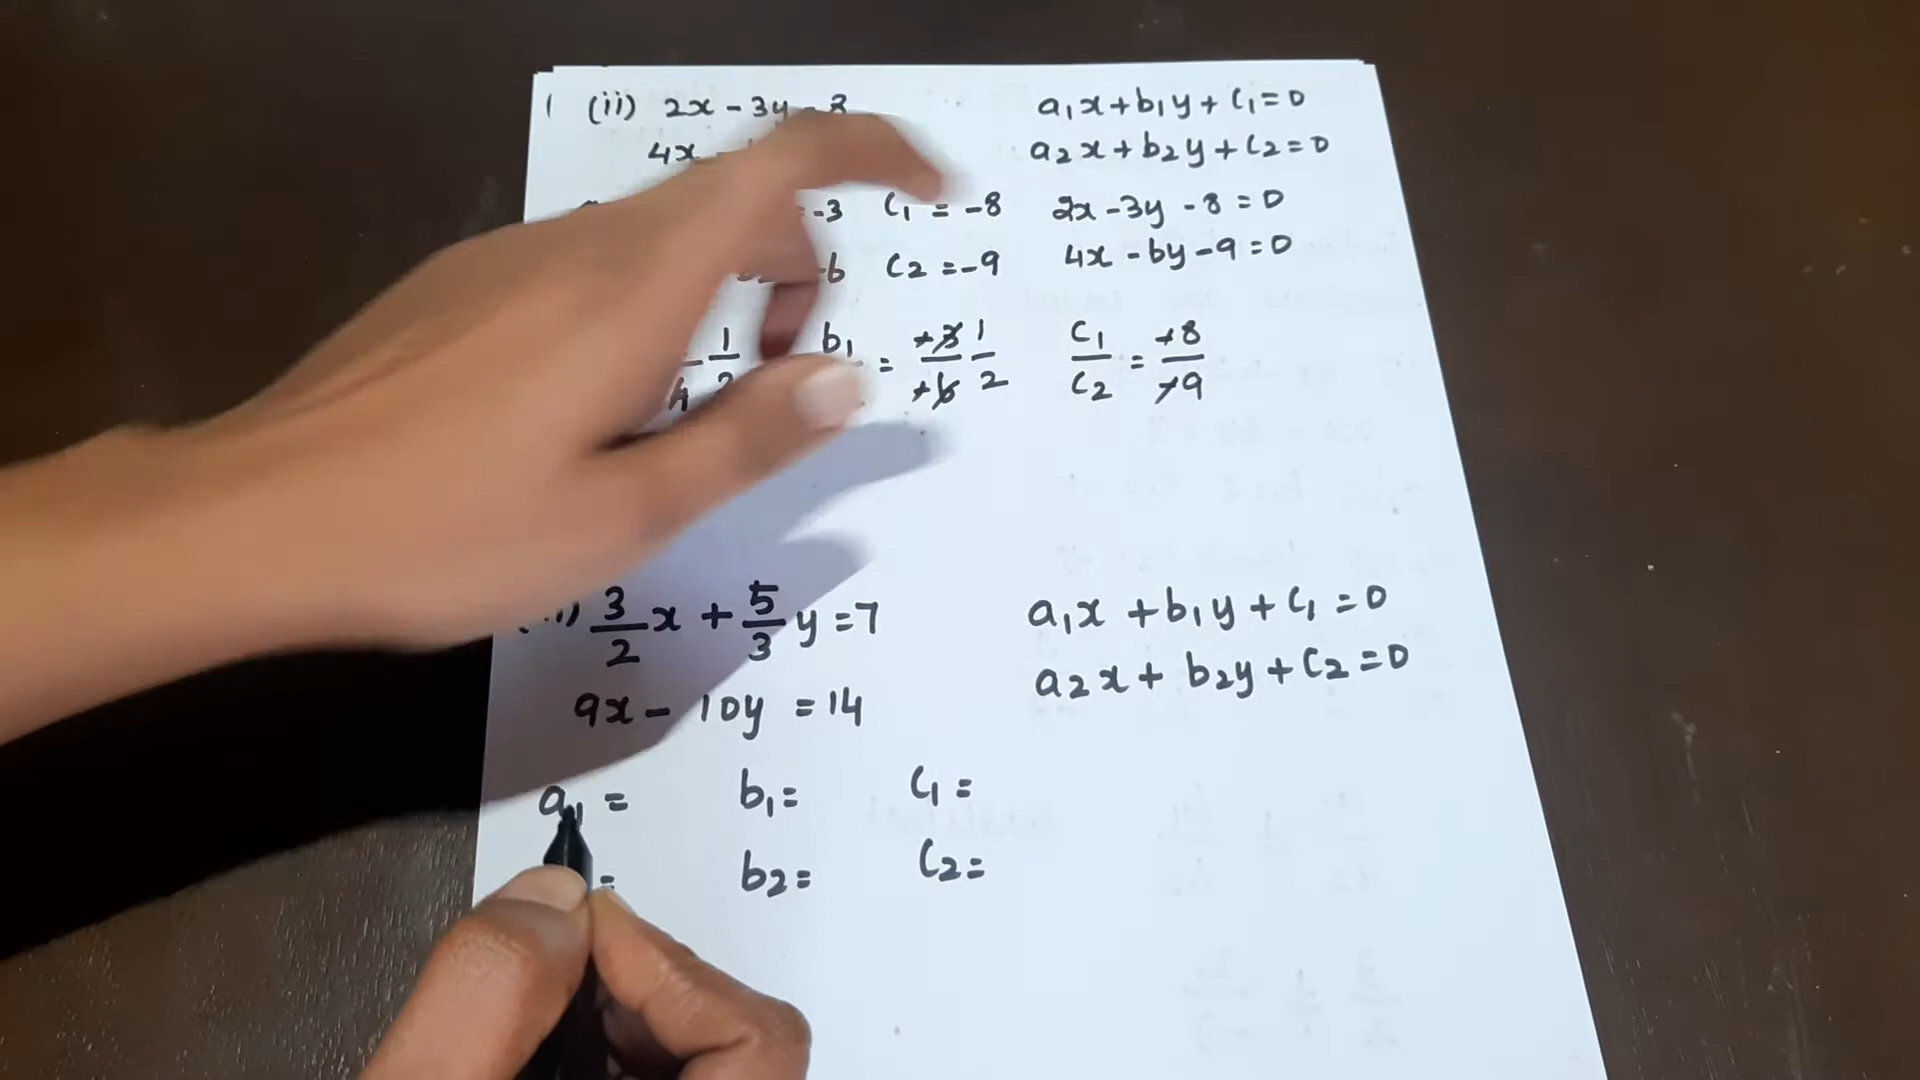 1 (ii) 2x - 3y - 8 a₁x + b₁y + c₁ = 0
4x - a₂x + b₂y + c₂ = 0
= -3 c₁ = -8 2x - 3y - 8 = 0
-6 c₂ = -9 4x - 6y - 9 = 0
1/2 b₁ = +3/+6 1/2 c₁/c₂ = +8/+9
3/2 x + 5/3 y = 7 a₁x + b₁y + c₁ = 0
9x - 10y = 14 a₂x + b₂y + c₂ = 0
a₁ = b₁ = c₁ =
= b₂ = c₂ =